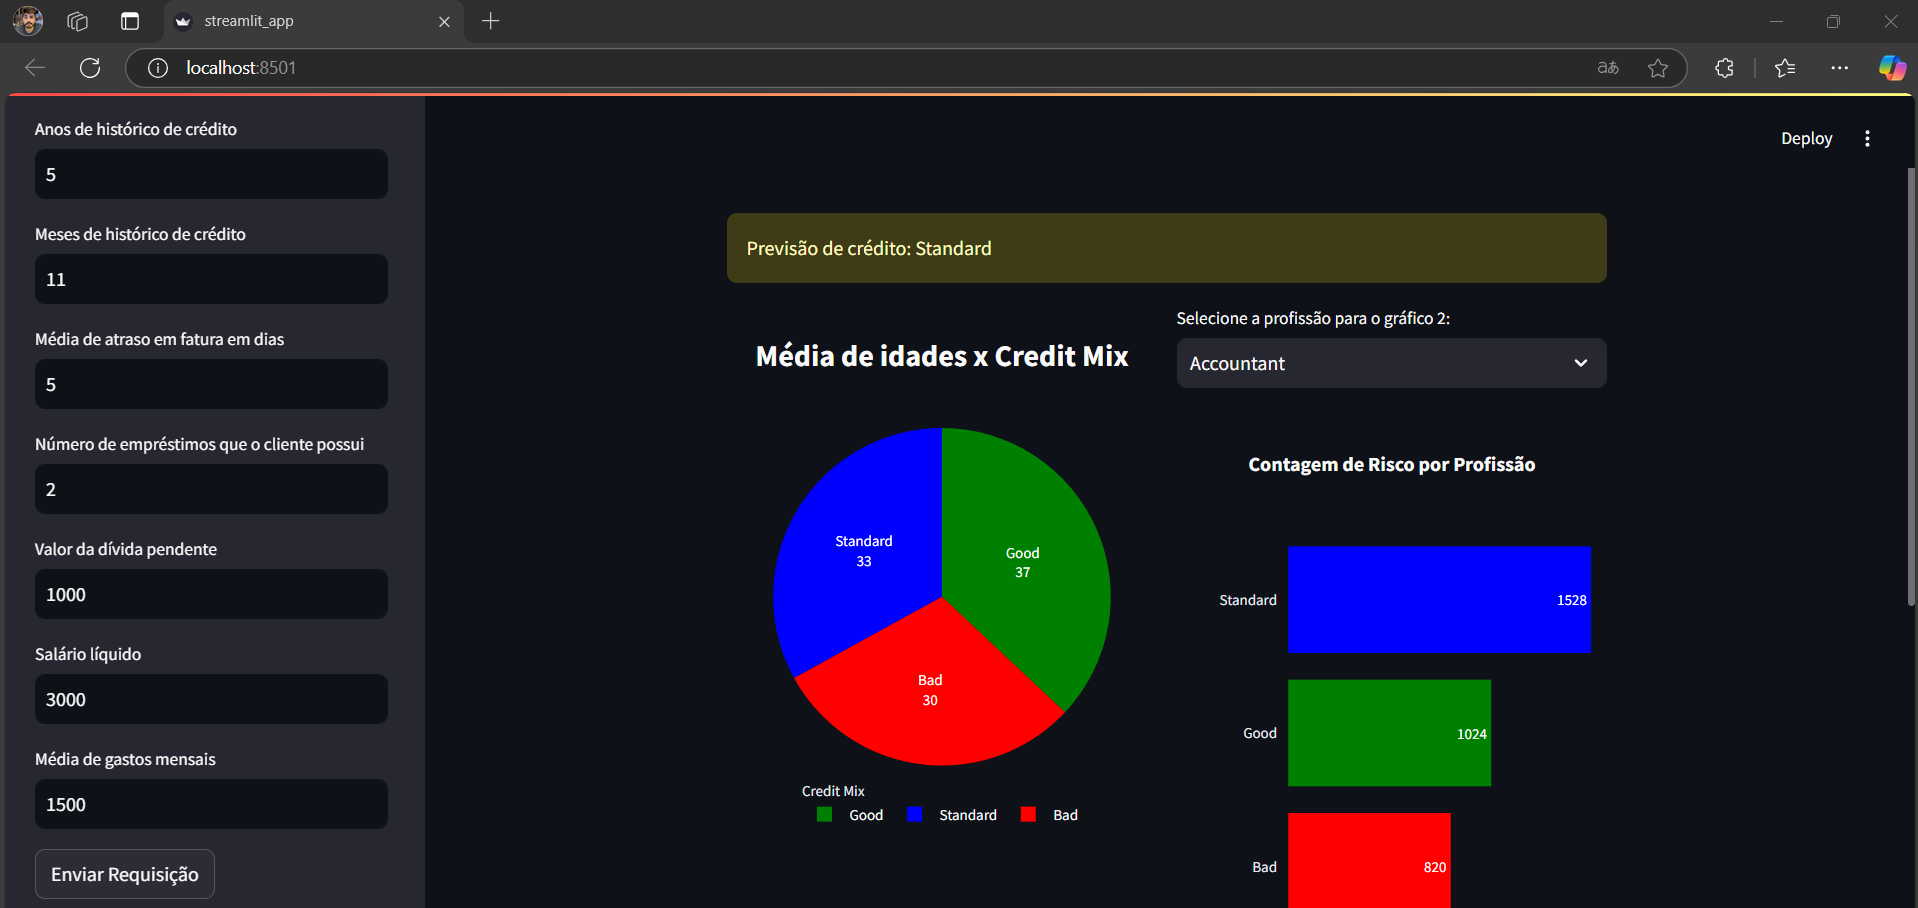 streamlit_app
localhost:8501
aあ
Anos de histórico de crédito
5
Meses de histórico de crédito
11
Média de atraso em fatura em dias
5
Número de empréstimos que o cliente possui
2
Valor da dívida pendente
1000
Salário líquido
3000
Média de gastos mensais
1500
Enviar Requisição
Deploy
Previsão de crédito: Standard
Média de idades x Credit Mix
Standard
33
Good
37
Bad
30
Credit Mix
Good Standard Bad
Selecione a profissão para o gráfico 2:
Accountant
Contagem de Risco por Profissão
Standard 1528
Good 1024
Bad 820